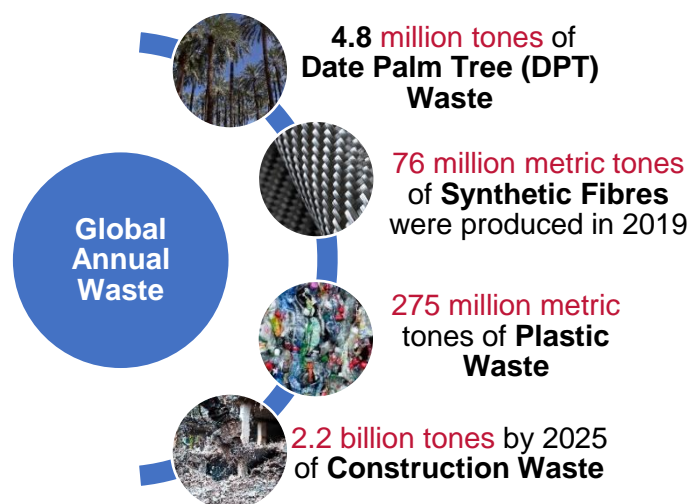 4.8 million tones of
Date Palm Tree (DPT)
Waste
76 million metric tones
of Synthetic Fibres
were produced in 2019
Global
Annual
Waste
275 million metric
tones of Plastic
Waste
2.2 billion tones by 2025
of Construction Waste